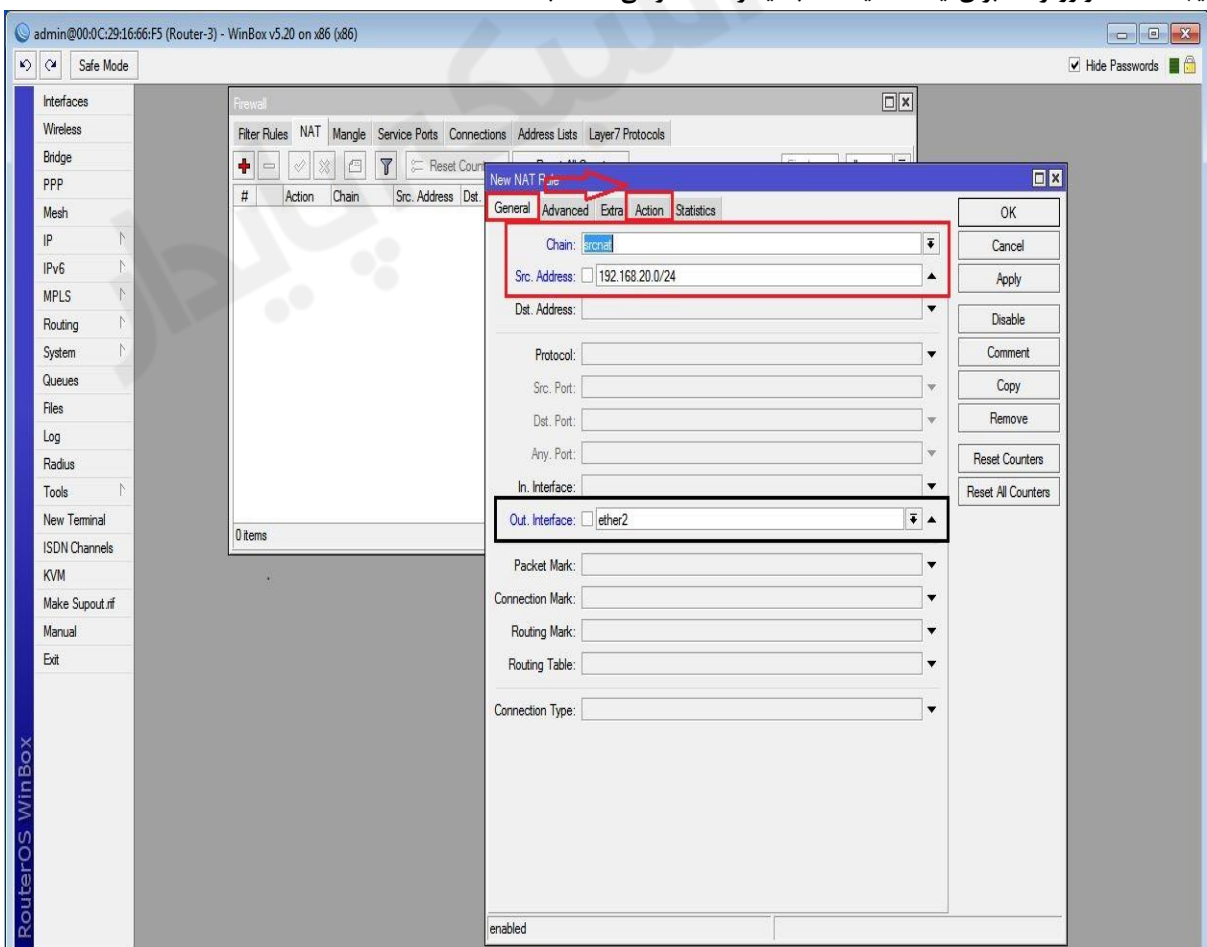 admin@00:0C:29:16:66:F5 (Router-3) - WinBox v5.20 on x86 (x86)
Safe Mode
Hide Passwords
Interfaces
Wireless
Bridge
PPP
Mesh
IP
IPv6
MPLS
Routing
System
Queues
Files
Log
Radius
Tools
New Terminal
ISDN Channels
KVM
Make Supout.rif
Manual
Exit
RouterOS WinBox
Firewall
Filter Rules NAT Mangle Service Ports Connections Address Lists Layer7 Protocols
Reset
# Action Chain Src. Address Dst.
0 items
New NAT Rule
General Advanced Extra Action Statistics
Chain: srcnat
Src. Address: 192.168.20.0/24
Dst. Address:
Protocol:
Src. Port:
Dst. Port:
Any. Port:
In. Interface:
Out. Interface: ether2
Packet Mark:
Connection Mark:
Routing Mark:
Routing Table:
Connection Type:
enabled
OK
Cancel
Apply
Disable
Comment
Copy
Remove
Reset Counters
Reset All Counters